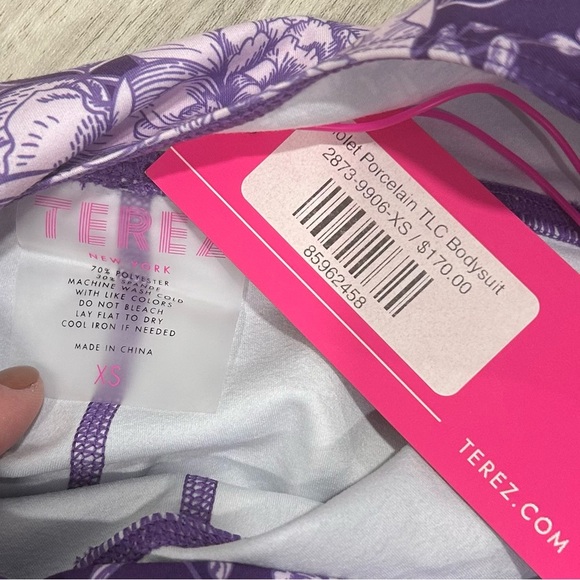 TEREZ
NEW YORK
70% POLYESTER
30% SPANDE
MACHINE WASH COLD
WITH LIKE COLORS
DO NOT BLEACH
LAY FLAT TO DRY
COOL IRON IF NEEDED
MADE IN CHINA
XS
olet Porcelain TLC Bodysuit
2873-9906-XS / $170.00
85962458
TEREZ.COM